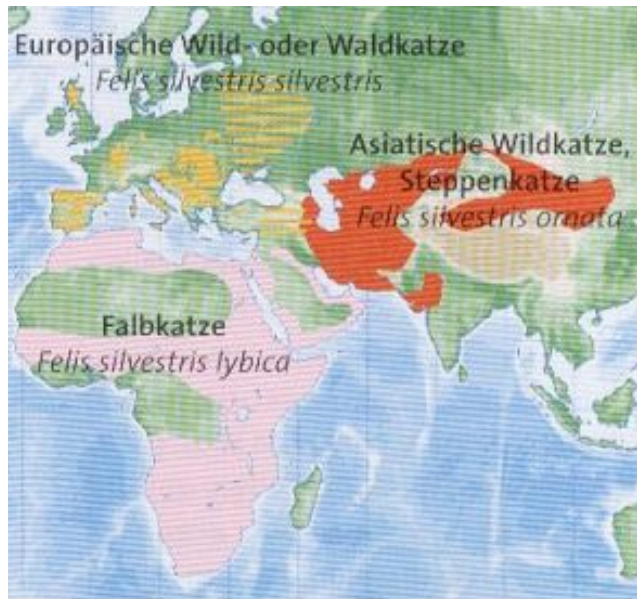 Europäische Wild- oder Waldkatze
Felis silvestris silvestris
Asiatische Wildkatze,
Steppenkatze
Felis silvestris ornata
Falbkatze
Felis silvestris lybica